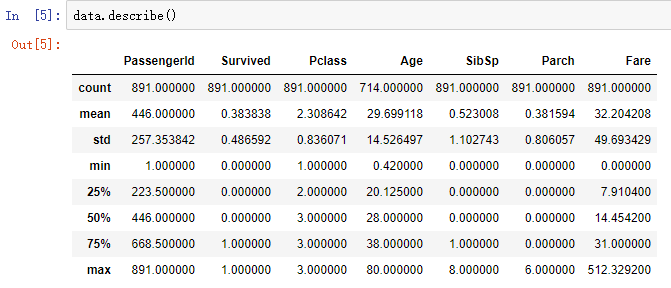 In [5]: data.describe()
Out[5]:
PassengerId Survived Pclass Age SibSp Parch Fare
count 891.000000 891.000000 891.000000 714.000000 891.000000 891.000000 891.000000
mean 446.000000 0.383838 2.308642 29.699118 0.523008 0.381594 32.204208
std 257.353842 0.486592 0.836071 14.526497 1.102743 0.806057 49.693429
min 1.000000 0.000000 1.000000 0.420000 0.000000 0.000000 0.000000
25% 223.500000 0.000000 2.000000 20.125000 0.000000 0.000000 7.910400
50% 446.000000 0.000000 3.000000 28.000000 0.000000 0.000000 14.454200
75% 668.500000 1.000000 3.000000 38.000000 1.000000 0.000000 31.000000
max 891.000000 1.000000 3.000000 80.000000 8.000000 6.000000 512.329200